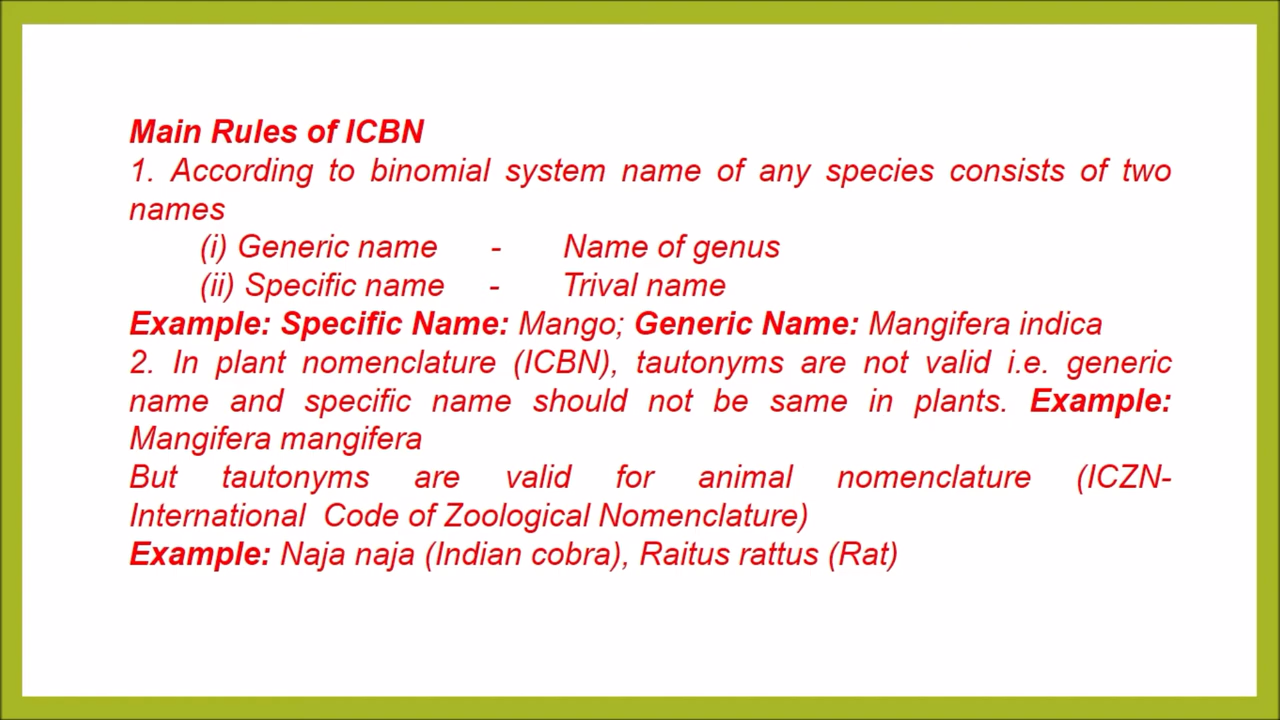 Main Rules of ICBN
1. According to binomial system name of any species consists of two
names
(i) Generic name - Name of genus
(ii) Specific name - Trival name
Example: Specific Name: Mango; Generic Name: Mangifera indica
2. In plant nomenclature (ICBN), tautonyms are not valid i.e. generic
name and specific name should not be same in plants. Example:
Mangifera mangifera
But tautonyms are valid for animal nomenclature (ICZN-
International Code of Zoological Nomenclature)
Example: Naja naja (Indian cobra), Raitus rattus (Rat)